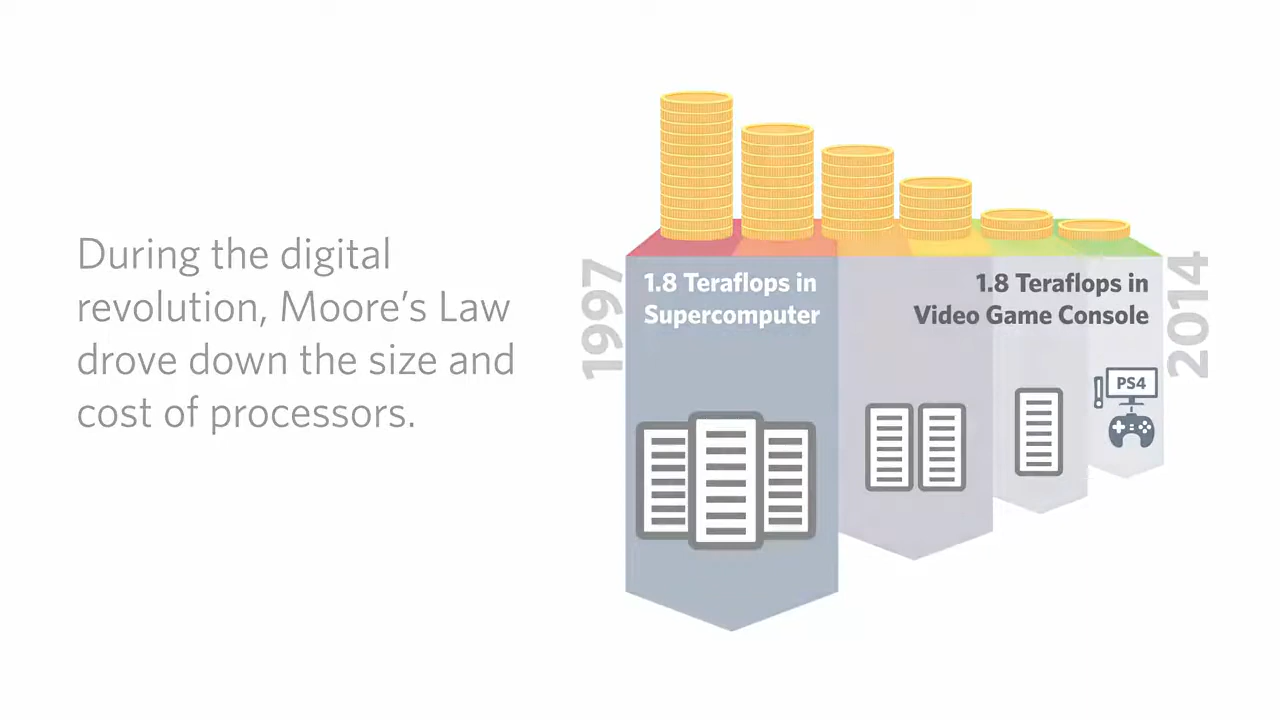 During the digital
revolution, Moore's Law
drove down the size and
cost of processors.
1997
1.8 Teraflops in
Supercomputer
1.8 Teraflops in
Video Game Console
2014
PS4